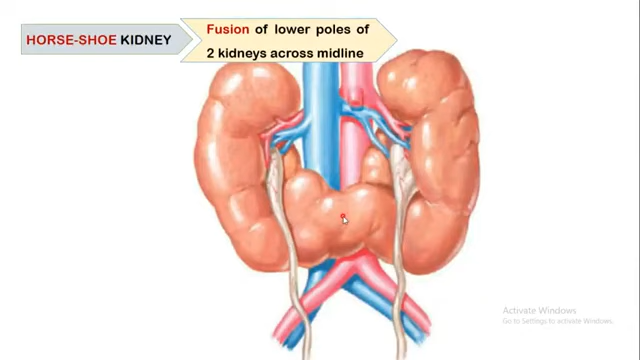 HORSE-SHOE KIDNEY
Fusion of lower poles of
2 kidneys across midline
Activate Windows
Go to Settings to activate Windows.